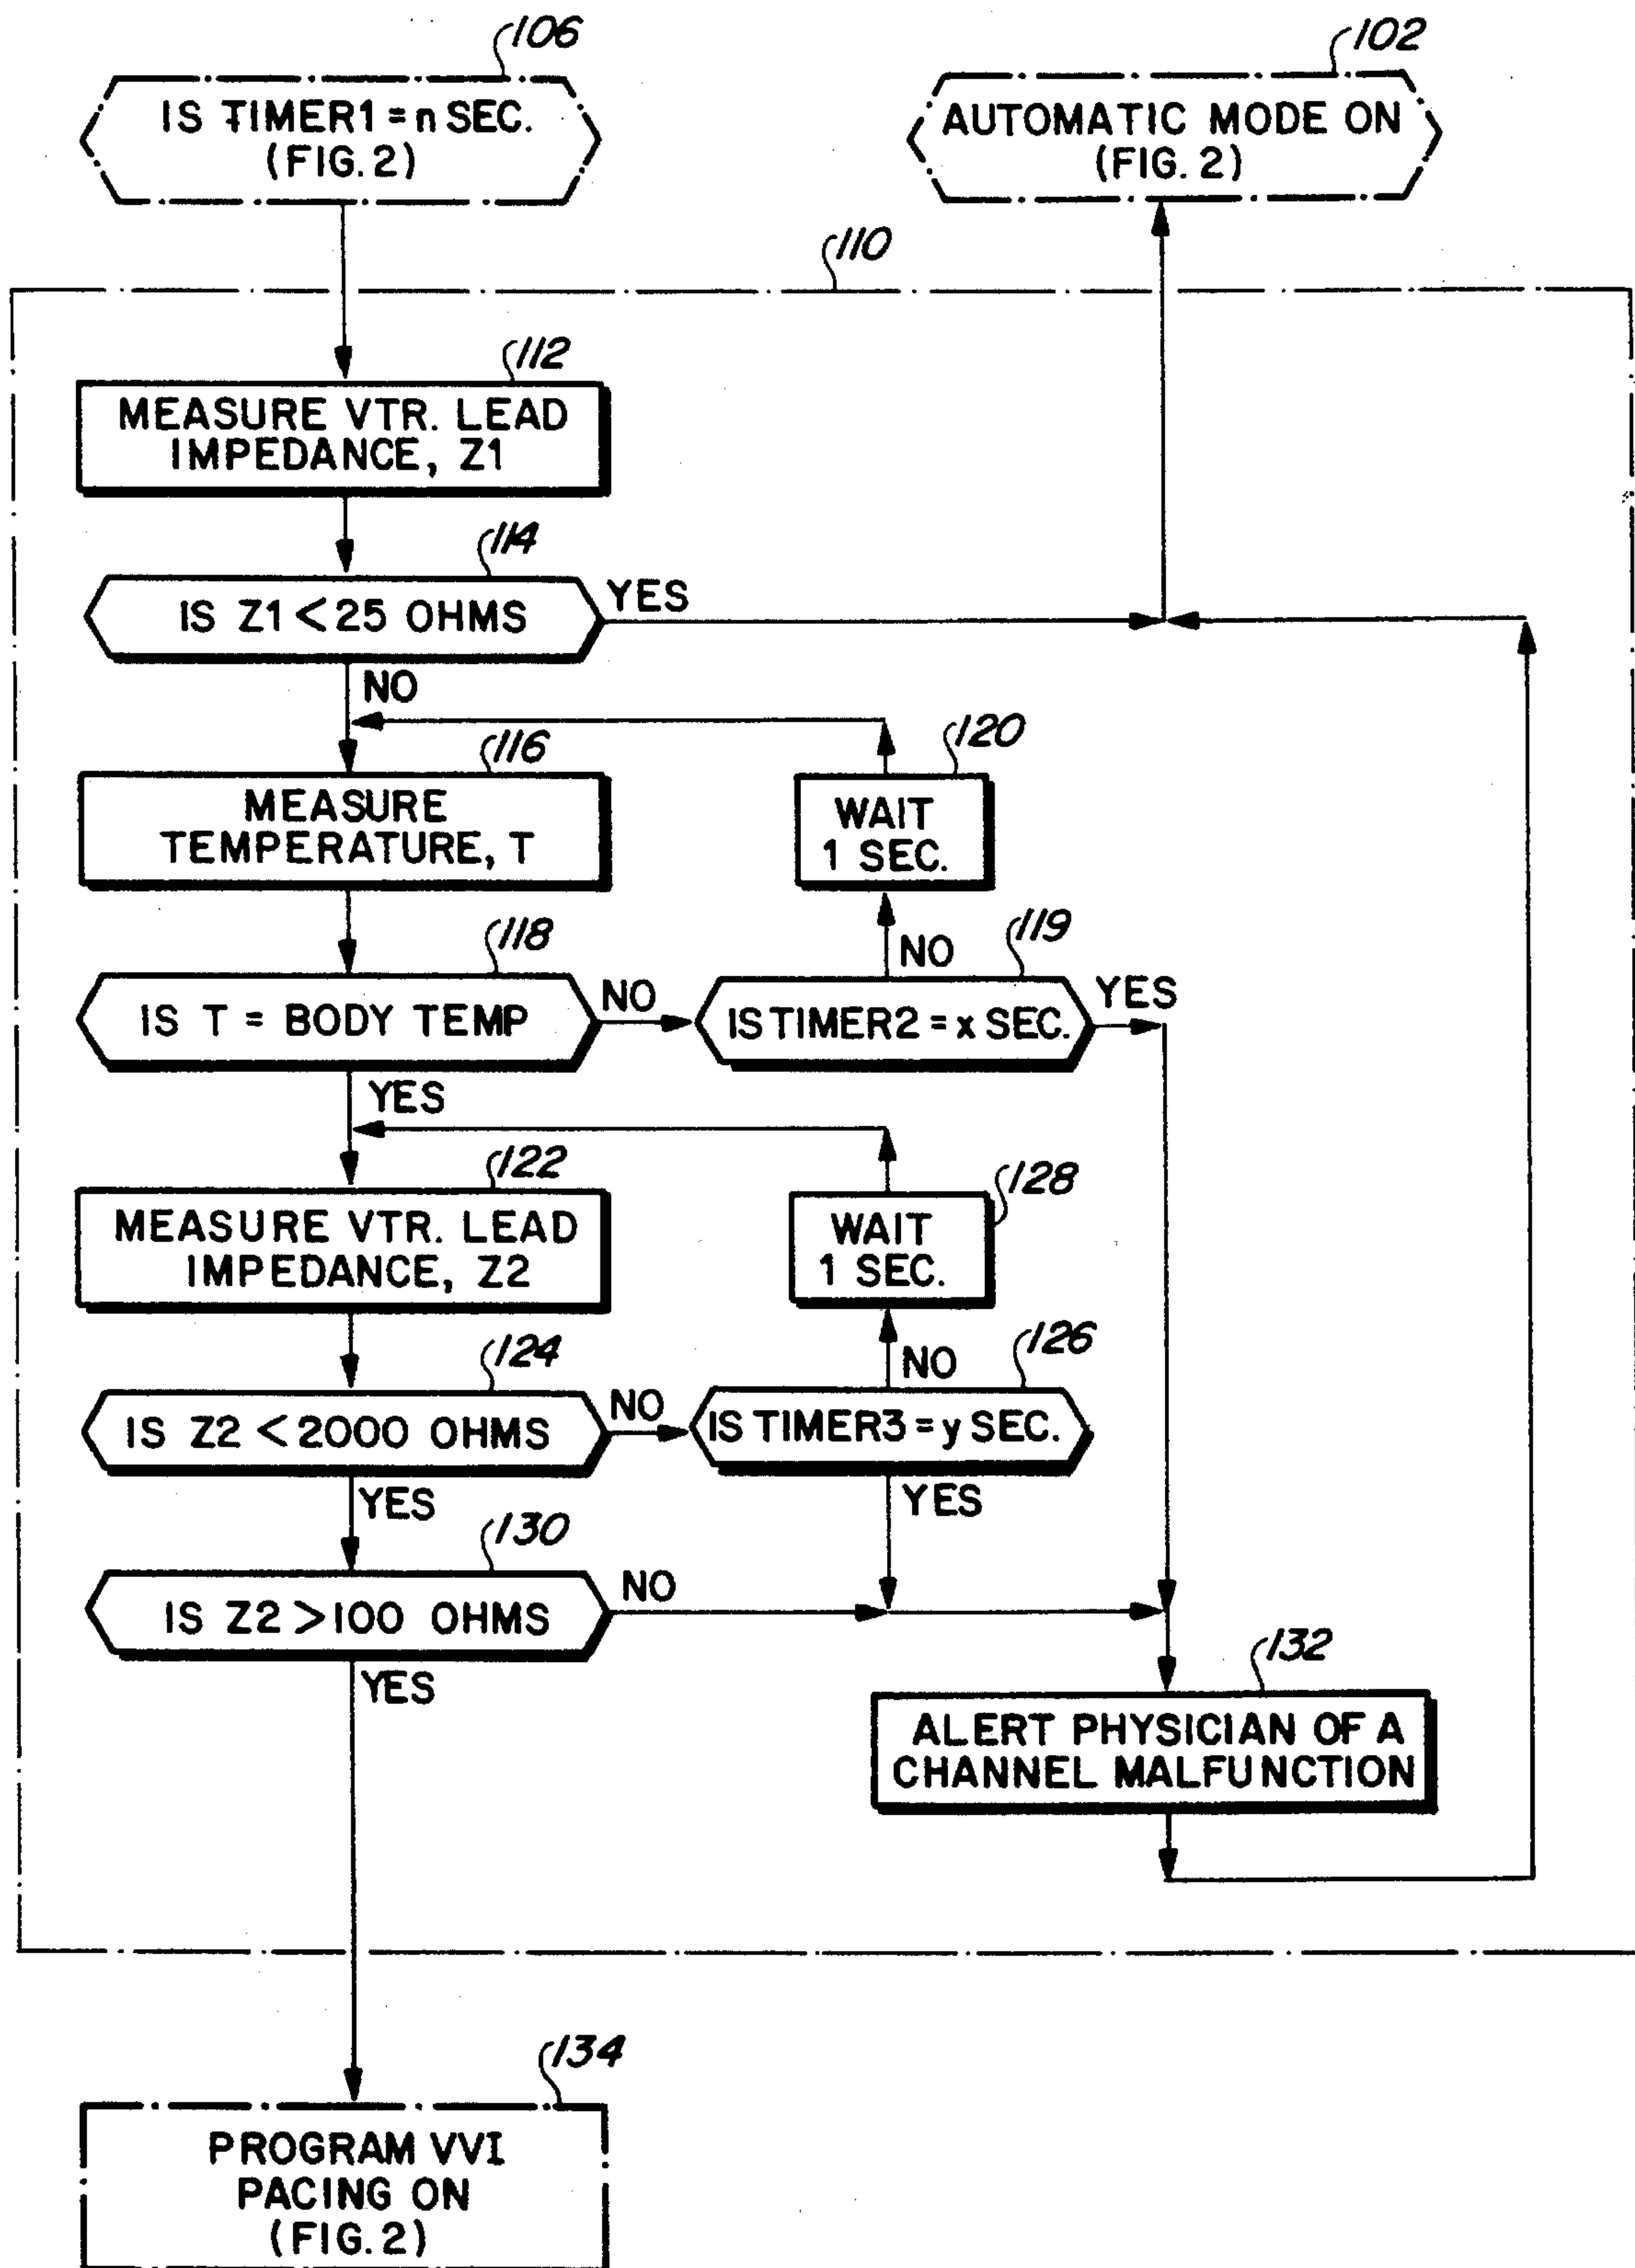 106
IS TIMER1 = n SEC.
(FIG. 2)
102
AUTOMATIC MODE ON
(FIG. 2)
110
112
MEASURE VTR. LEAD
IMPEDANCE, Z1
114
IS Z1 < 25 OHMS
YES
NO
116
MEASURE
TEMPERATURE, T
120
WAIT
1 SEC.
118
IS T = BODY TEMP
NO
119
IS TIMER2 = x SEC.
NO
YES
YES
122
MEASURE VTR. LEAD
IMPEDANCE, Z2
128
WAIT
1 SEC.
124
IS Z2 < 2000 OHMS
NO
126
IS TIMER3 = y SEC.
NO
YES
YES
130
IS Z2 > 100 OHMS
NO
YES
132
ALERT PHYSICIAN OF A
CHANNEL MALFUNCTION
134
PROGRAM VVI
PACING ON
(FIG. 2)